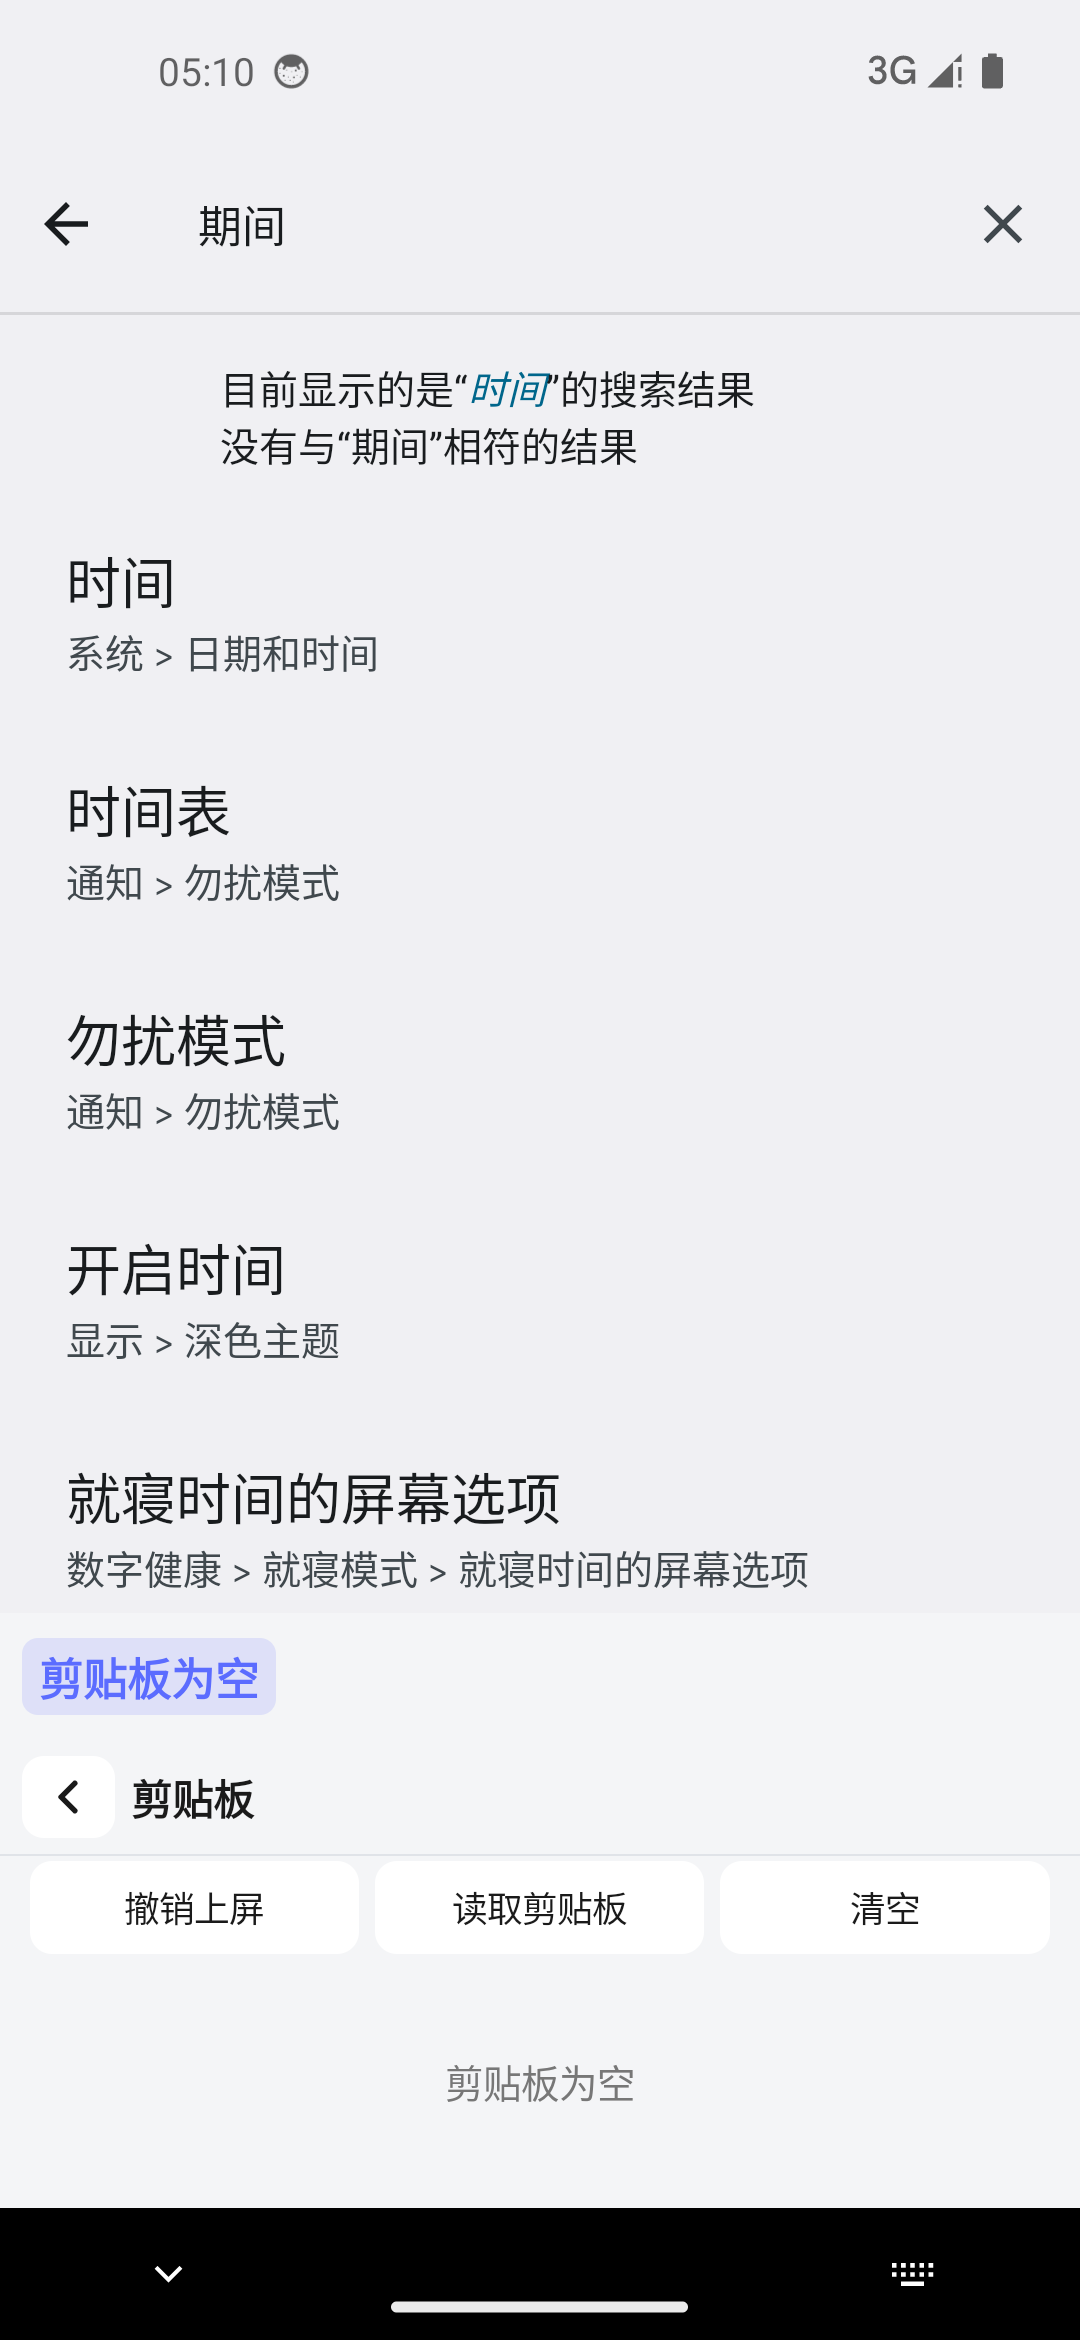 05:10
3G
期间
目前显示的是“时间”的搜索结果
没有与“期间”相符的结果
时间
系统 > 日期和时间
时间表
通知 > 勿扰模式
勿扰模式
通知 > 勿扰模式
开启时间
显示 > 深色主题
就寝时间的屏幕选项
数字健康 > 就寝模式 > 就寝时间的屏幕选项
剪贴板为空
剪贴板
撤销上屏
读取剪贴板
清空
剪贴板为空